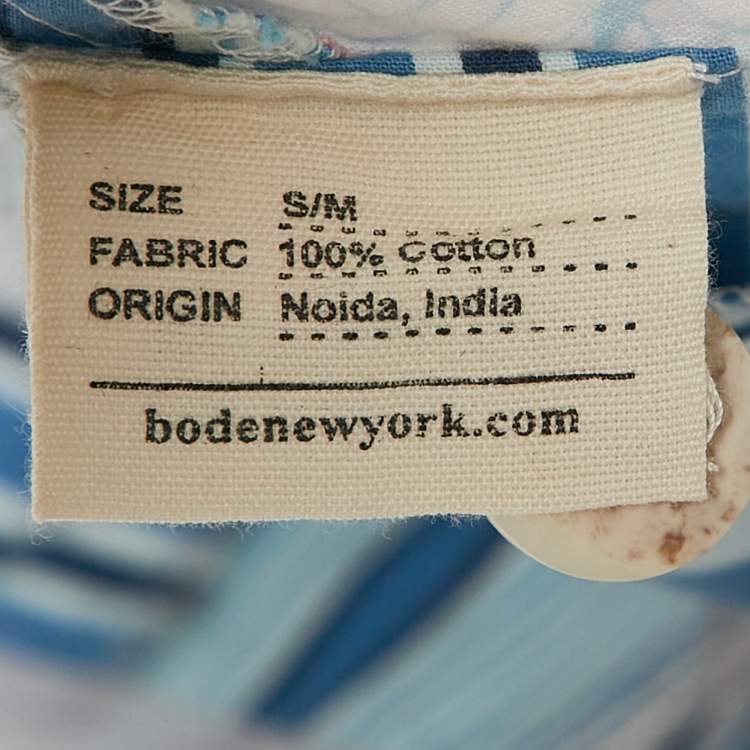 SIZE S/M
FABRIC 100% Cotton
ORIGIN Noida, India
bodenewyork.com